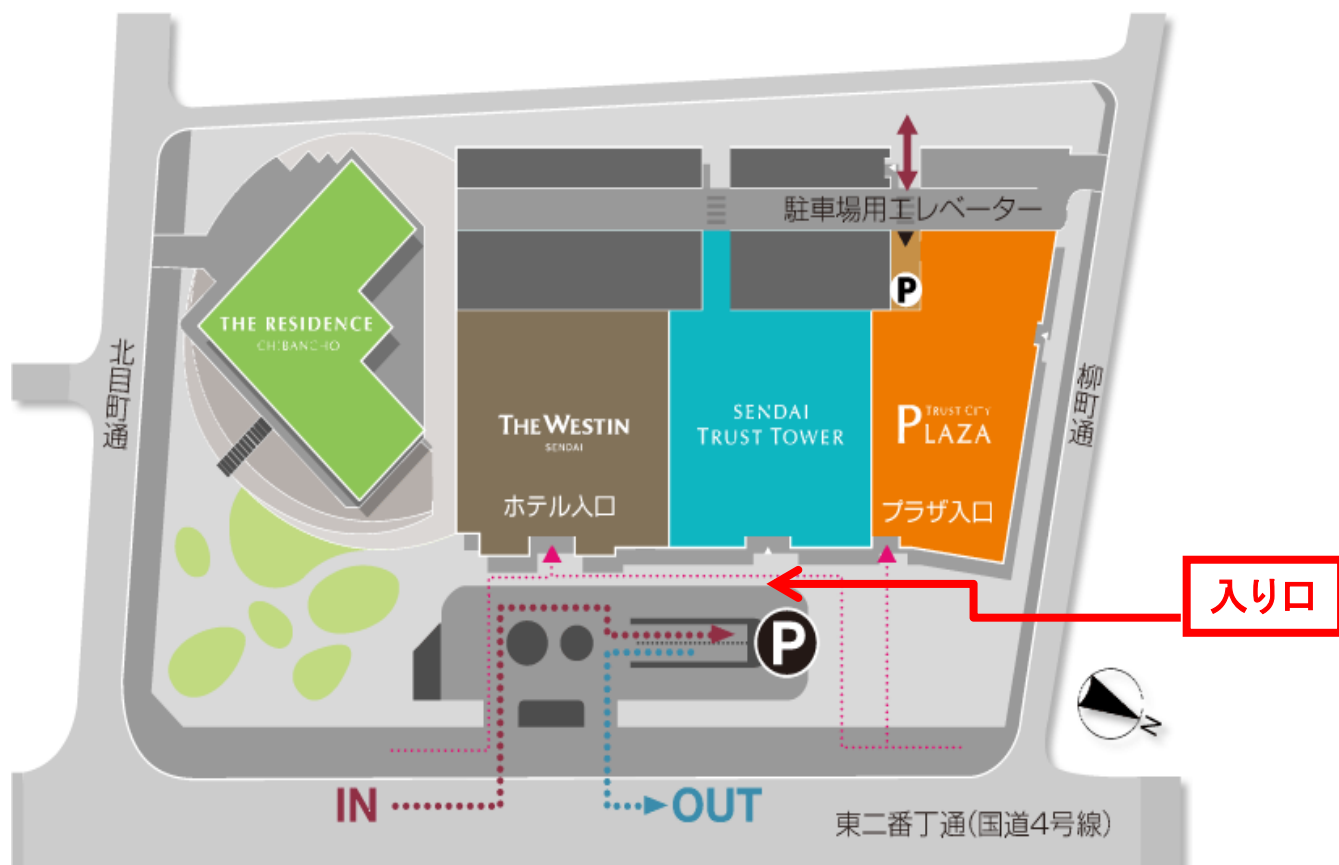 駐車場用エレベーター
P
THE RESIDENCE
CHIBANCHO
北目町通
THE WESTIN
SENDAI
ホテル入口
SENDAI
TRUST TOWER
TRUST CITY
PLAZA
プラザ入口
柳町通
入り口
P
N
IN
OUT
東二番丁通(国道4号線)